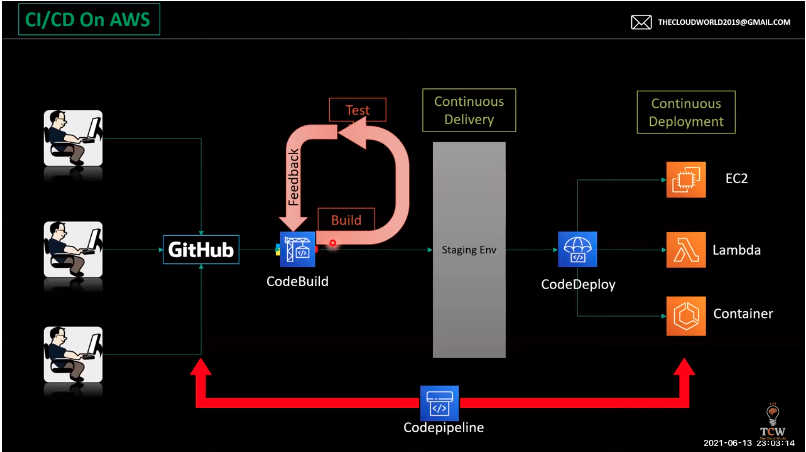 CI/CD On AWS
THECLOUDWORLD2019@GMAIL.COM
Test
Continuous
Delivery
Continuous
Deployment
Feedback
Build
EC2
GitHub
Staging Env
Lambda
CodeBuild
CodeDeploy
Container
Codepipeline
TCW
2021-06-13 23:03:14